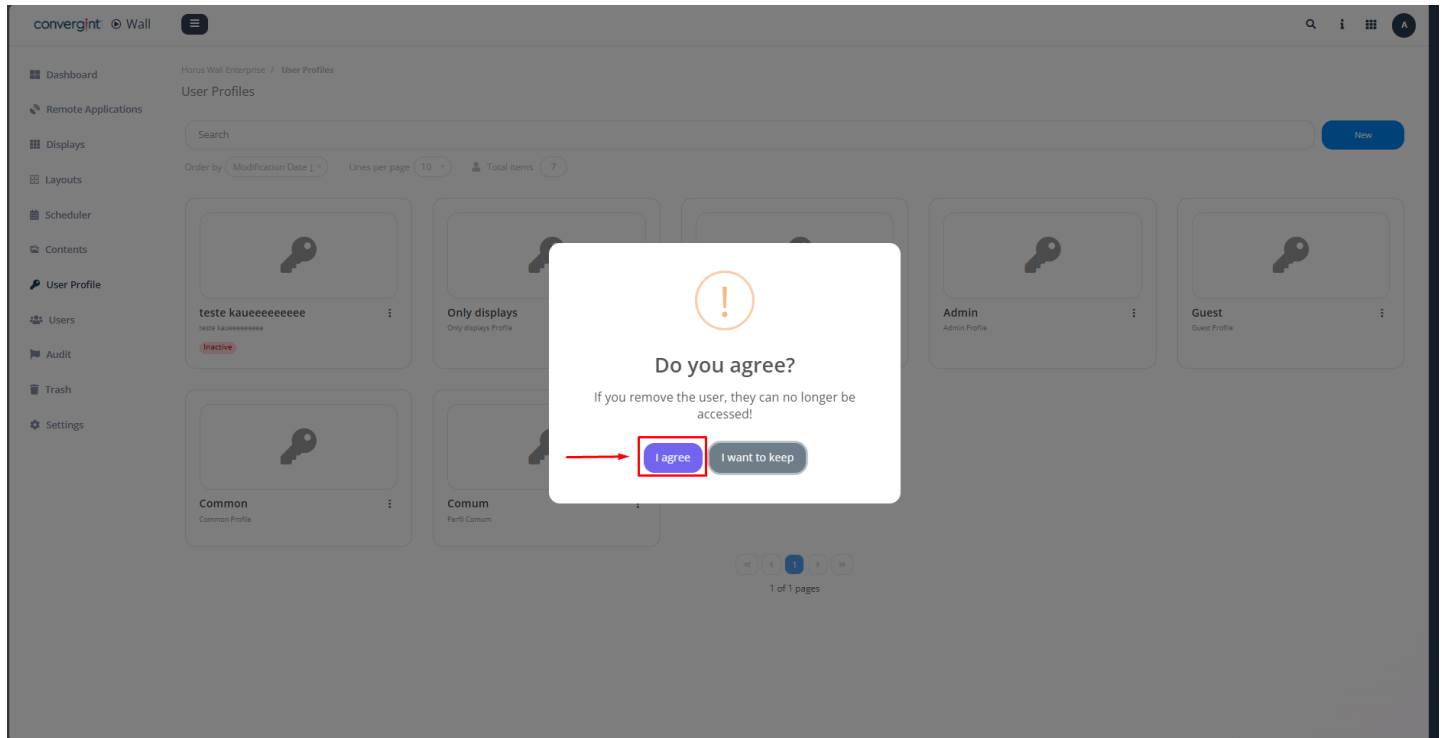 convergint Wall
A
Dashboard
Remote Applications
Displays
Layouts
Scheduler
Contents
User Profile
Users
Audit
Trash
Settings
Horus Wall Enterprise / User Profiles
User Profiles
Search
New
Order by Modification Date ↓ Lines per page 10 Total items 7
teste kaueeeeeeeee
teste kaueeeeeeeee
Inactive
Only displays
Only displays Profile
Admin
Admin Profile
Guest
Guest Profile
Do you agree?
If you remove the user, they can no longer be
accessed!
I agree
I want to keep
Common
Common Profile
Comum
Perfil Comum
« ‹ 1 › »
1 of 1 pages